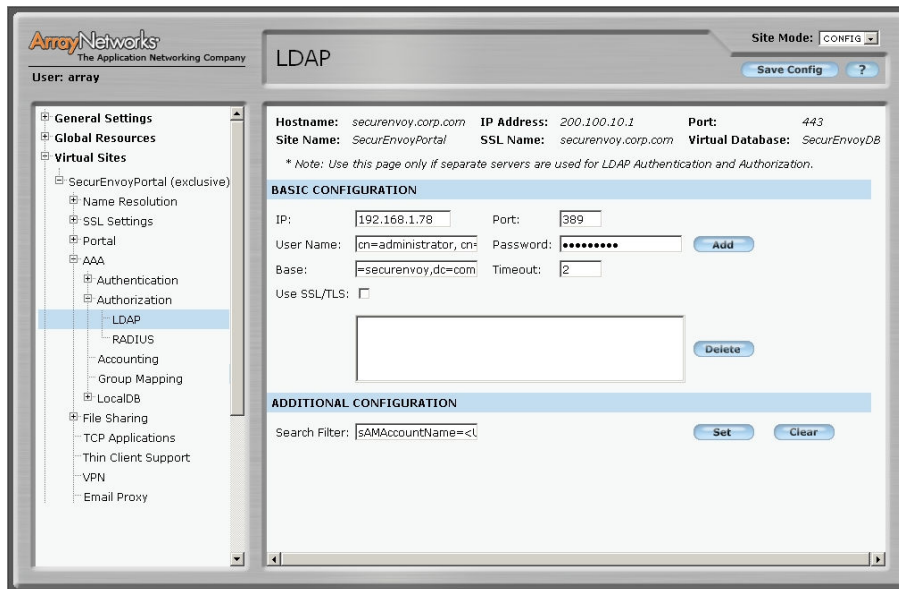 ArrayNetworks
The Application Networking Company
User: array
LDAP
Site Mode: CONFIG
Save Config ?
General Settings
Global Resources
Virtual Sites
SecurEnvoyPortal (exclusive)
Name Resolution
SSL Settings
Portal
AAA
Authentication
Authorization
LDAP
RADIUS
Accounting
Group Mapping
LocalDB
File Sharing
TCP Applications
Thin Client Support
VPN
Email Proxy
Hostname: securenvoy.corp.com IP Address: 200.100.10.1 Port: 443
Site Name: SecurEnvoyPortal SSL Name: securenvoy.corp.com Virtual Database: SecurEnvoyDB
* Note: Use this page only if separate servers are used for LDAP Authentication and Authorization.
BASIC CONFIGURATION
IP: 192.168.1.78 Port: 389
User Name: cn=administrator, cn= Password: ●●●●●●●●● Add
Base: =securenvoy,dc=com Timeout: 2
Use SSL/TLS:
Delete
ADDITIONAL CONFIGURATION
Search Filter: sAMAccountName=<U Set Clear